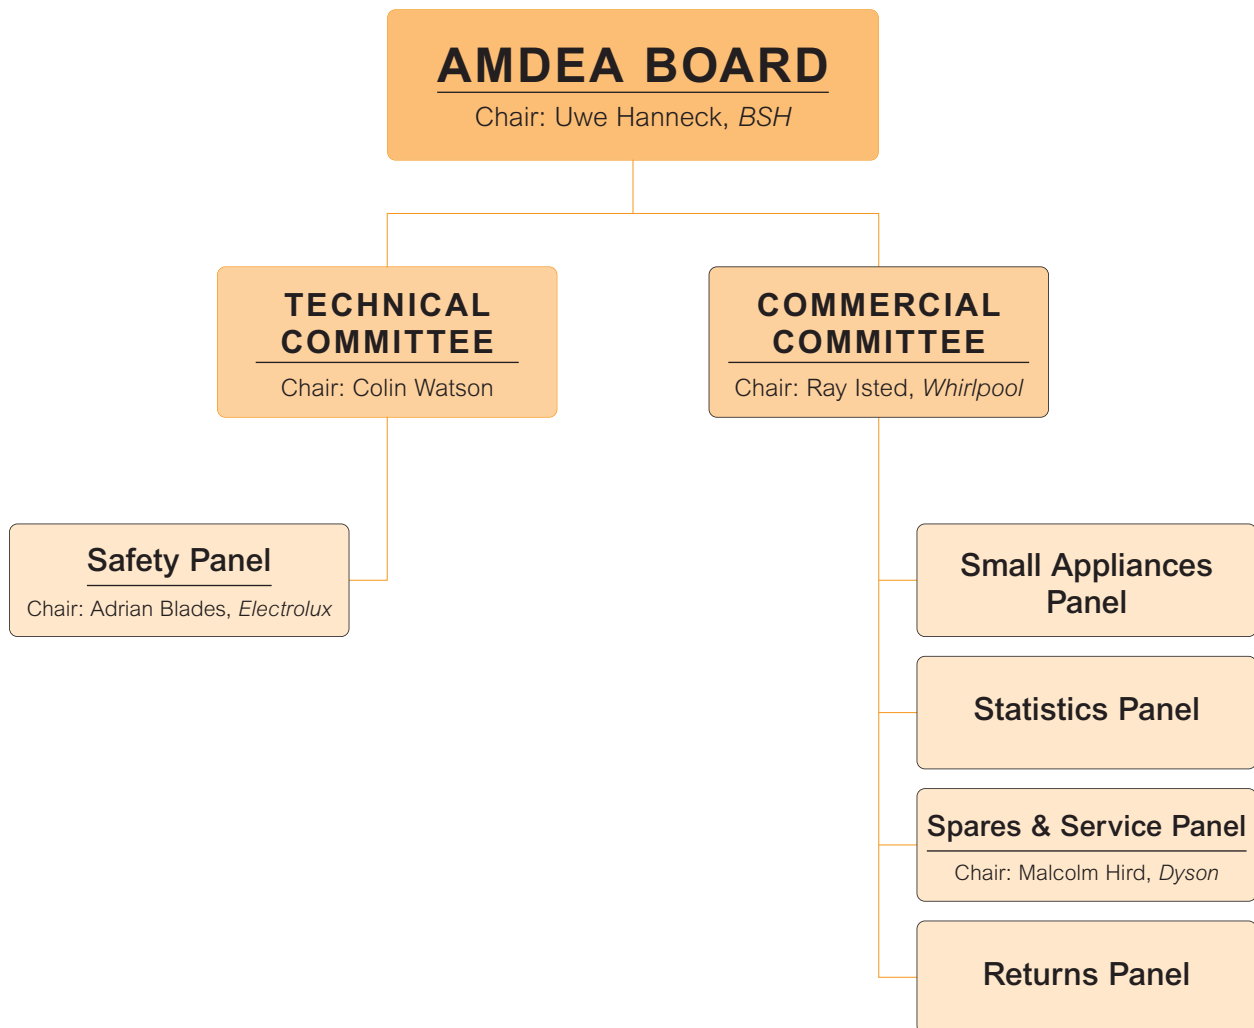 AMDEA BOARD
Chair: Uwe Hanneck, BSH
TECHNICAL
COMMITTEE
Chair: Colin Watson
COMMERCIAL
COMMITTEE
Chair: Ray Isted, Whirlpool
Safety Panel
Chair: Adrian Blades, Electrolux
Small Appliances
Panel
Statistics Panel
Spares & Service Panel
Chair: Malcolm Hird, Dyson
Returns Panel